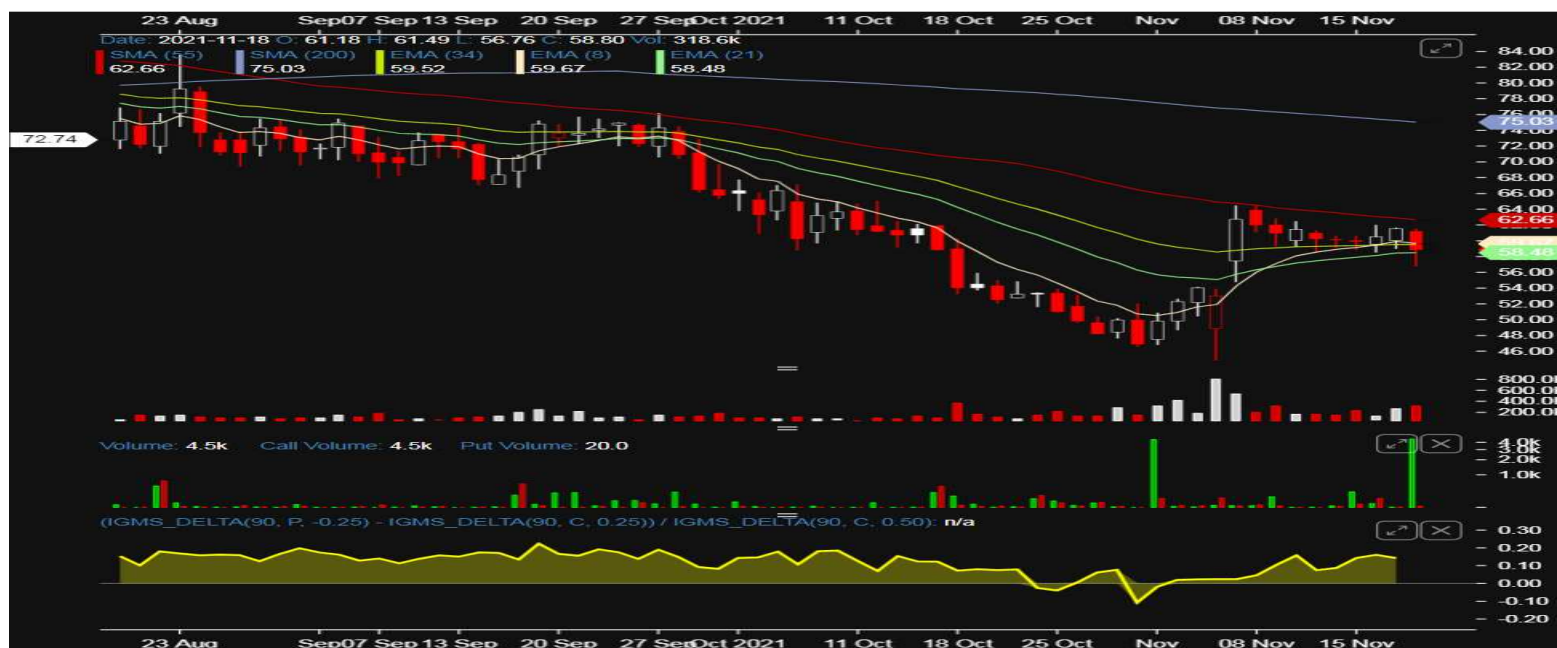 23 Aug Sep07 Sep 13 Sep 20 Sep 27 SepOct 2021 11 Oct 18 Oct 25 Oct Nov 08 Nov 15 Nov
Date: 2021-11-18 O: 61.18 H: 61.49 L: 56.76 C: 58.80 Vol: 318.6k
SMA (55) SMA (200) EMA (34) EMA (8) EMA (21)
62.66 75.03 59.52 59.67 58.48
84.00
82.00
80.00
78.00
76.00
75.03
74.00
72.74
72.00
70.00
68.00
66.00
64.00
62.66
58.48
56.00
54.00
52.00
50.00
48.00
46.00
800.0
400.0
200.0
Volume: 4.5k Call Volume: 4.5k Put Volume: 20.0
4.0k
3.0k
2.0k
1.0k
(IGMS_DELTA(90, P, -0.25) - IGMS_DELTA(90, C, 0.25)) / IGMS_DELTA(90, C, 0.50): n/a
0.30
0.20
0.10
0.00
-0.10
-0.20
23 Aug Sep07 Sep 13 Sep 20 Sep 27 SepOct 2021 11 Oct 18 Oct 25 Oct Nov 08 Nov 15 Nov